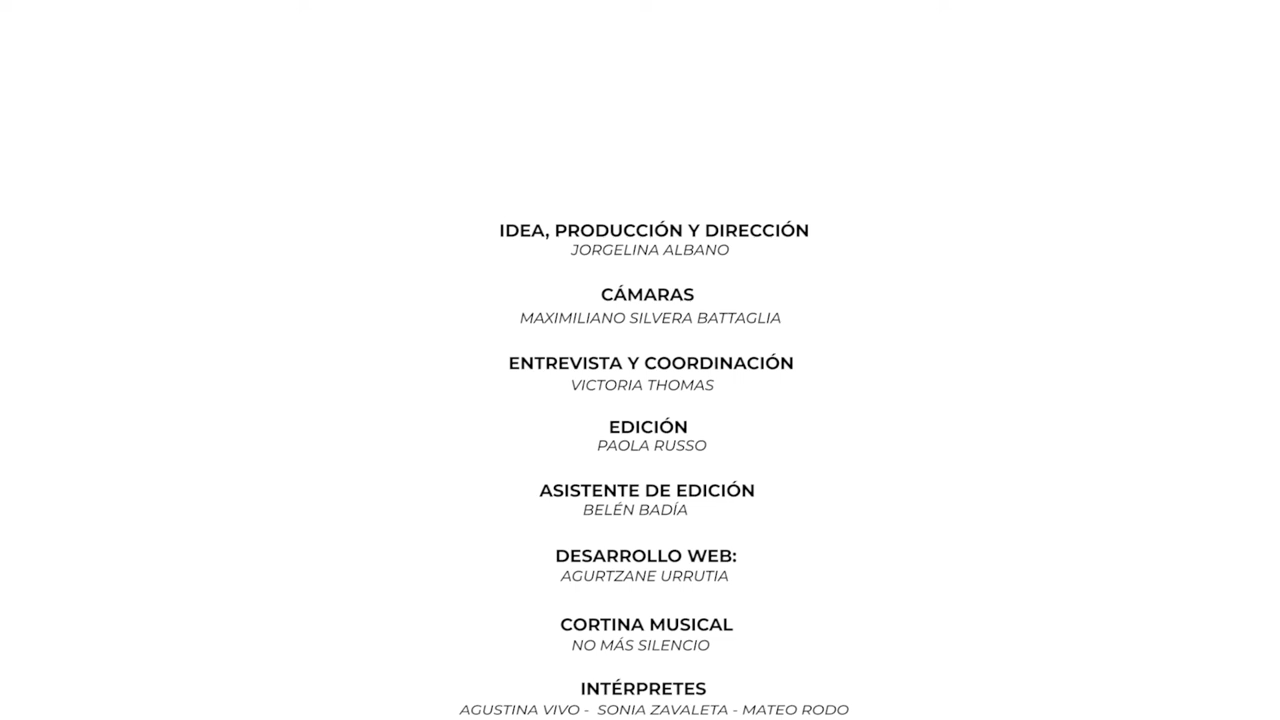 IDEA, PRODUCCIÓN Y DIRECCIÓN
JORGELINA ALBANO
CÁMARAS
MAXIMILIANO SILVERA BATTAGLIA
ENTREVISTA Y COORDINACIÓN
VICTORIA THOMAS
EDICIÓN
PAOLA RUSSO
ASISTENTE DE EDICIÓN
BELÉN BADÍA
DESARROLLO WEB:
AGURTZANE URRUTIA
CORTINA MUSICAL
NO MÁS SILENCIO
INTÉRPRETES
AGUSTINA VIVO - SONIA ZAVALETA - MATEO RODO